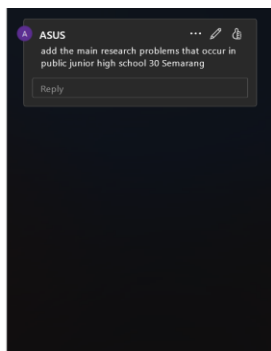 A ASUS ...
add the main research problems that occur in
public junior high school 30 Semarang
Reply